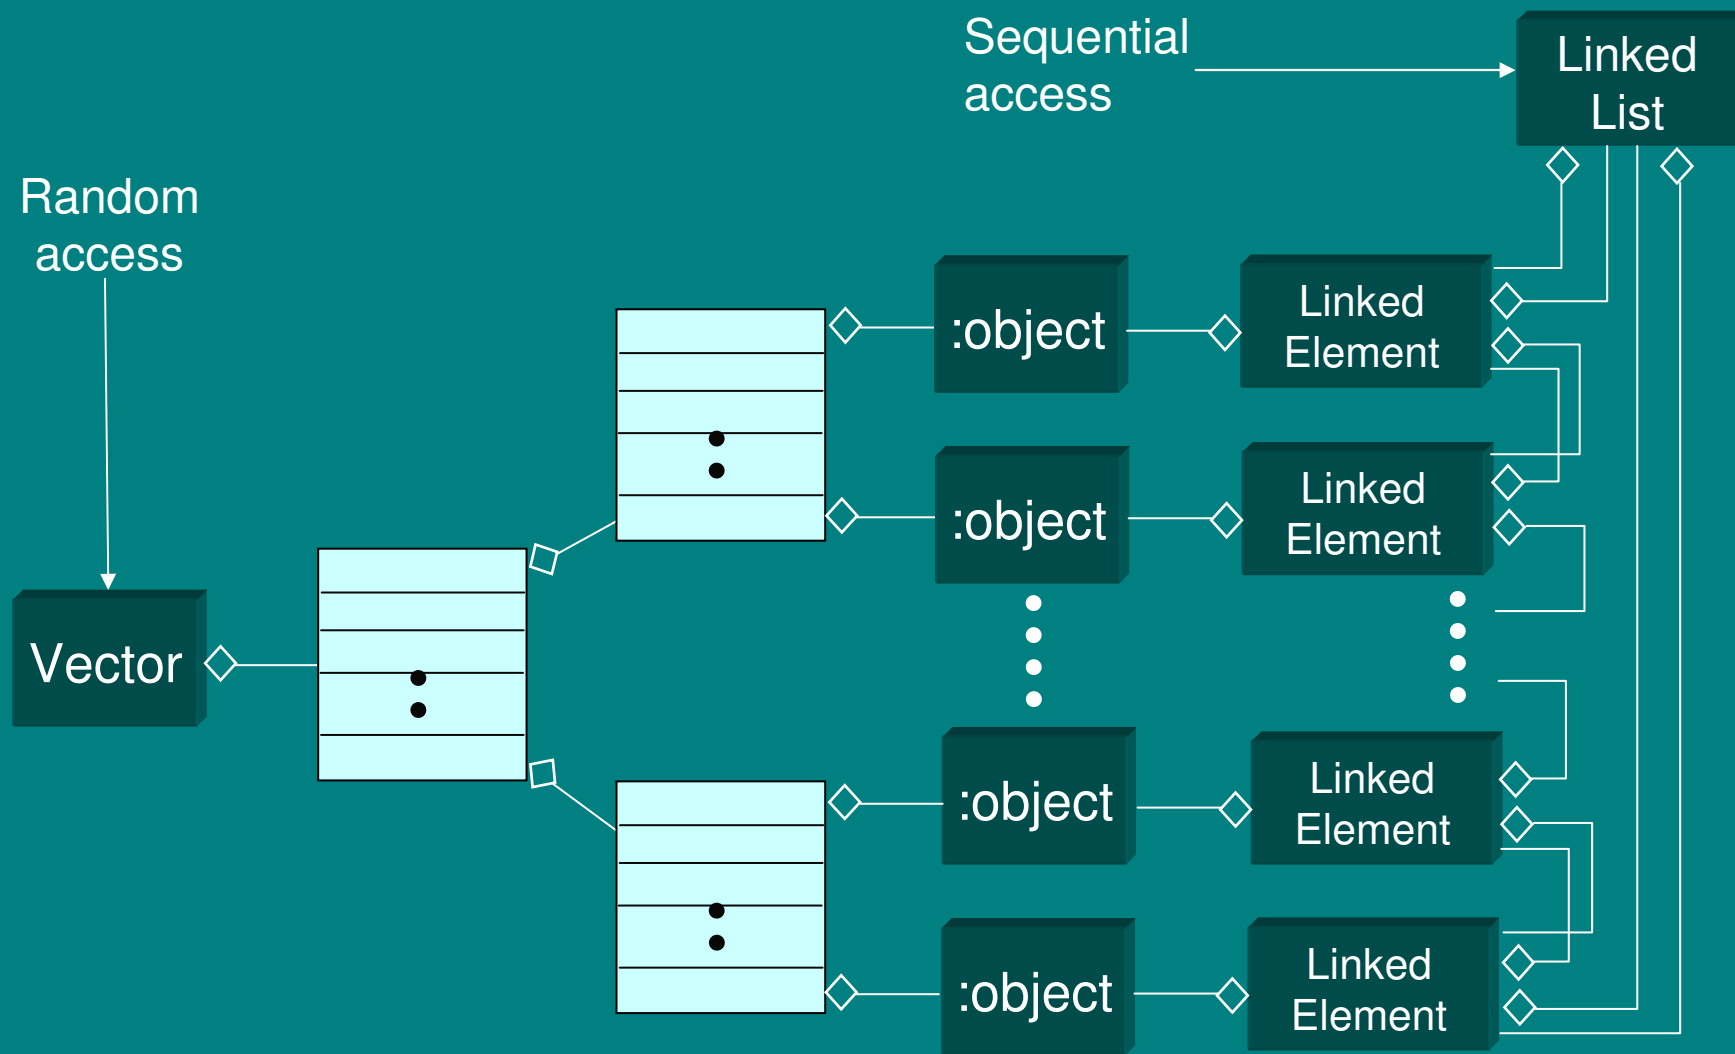 Sequential
access
Linked
List
Random
access
:object
Linked
Element
:object
Linked
Element
Vector
:object
Linked
Element
:object
Linked
Element